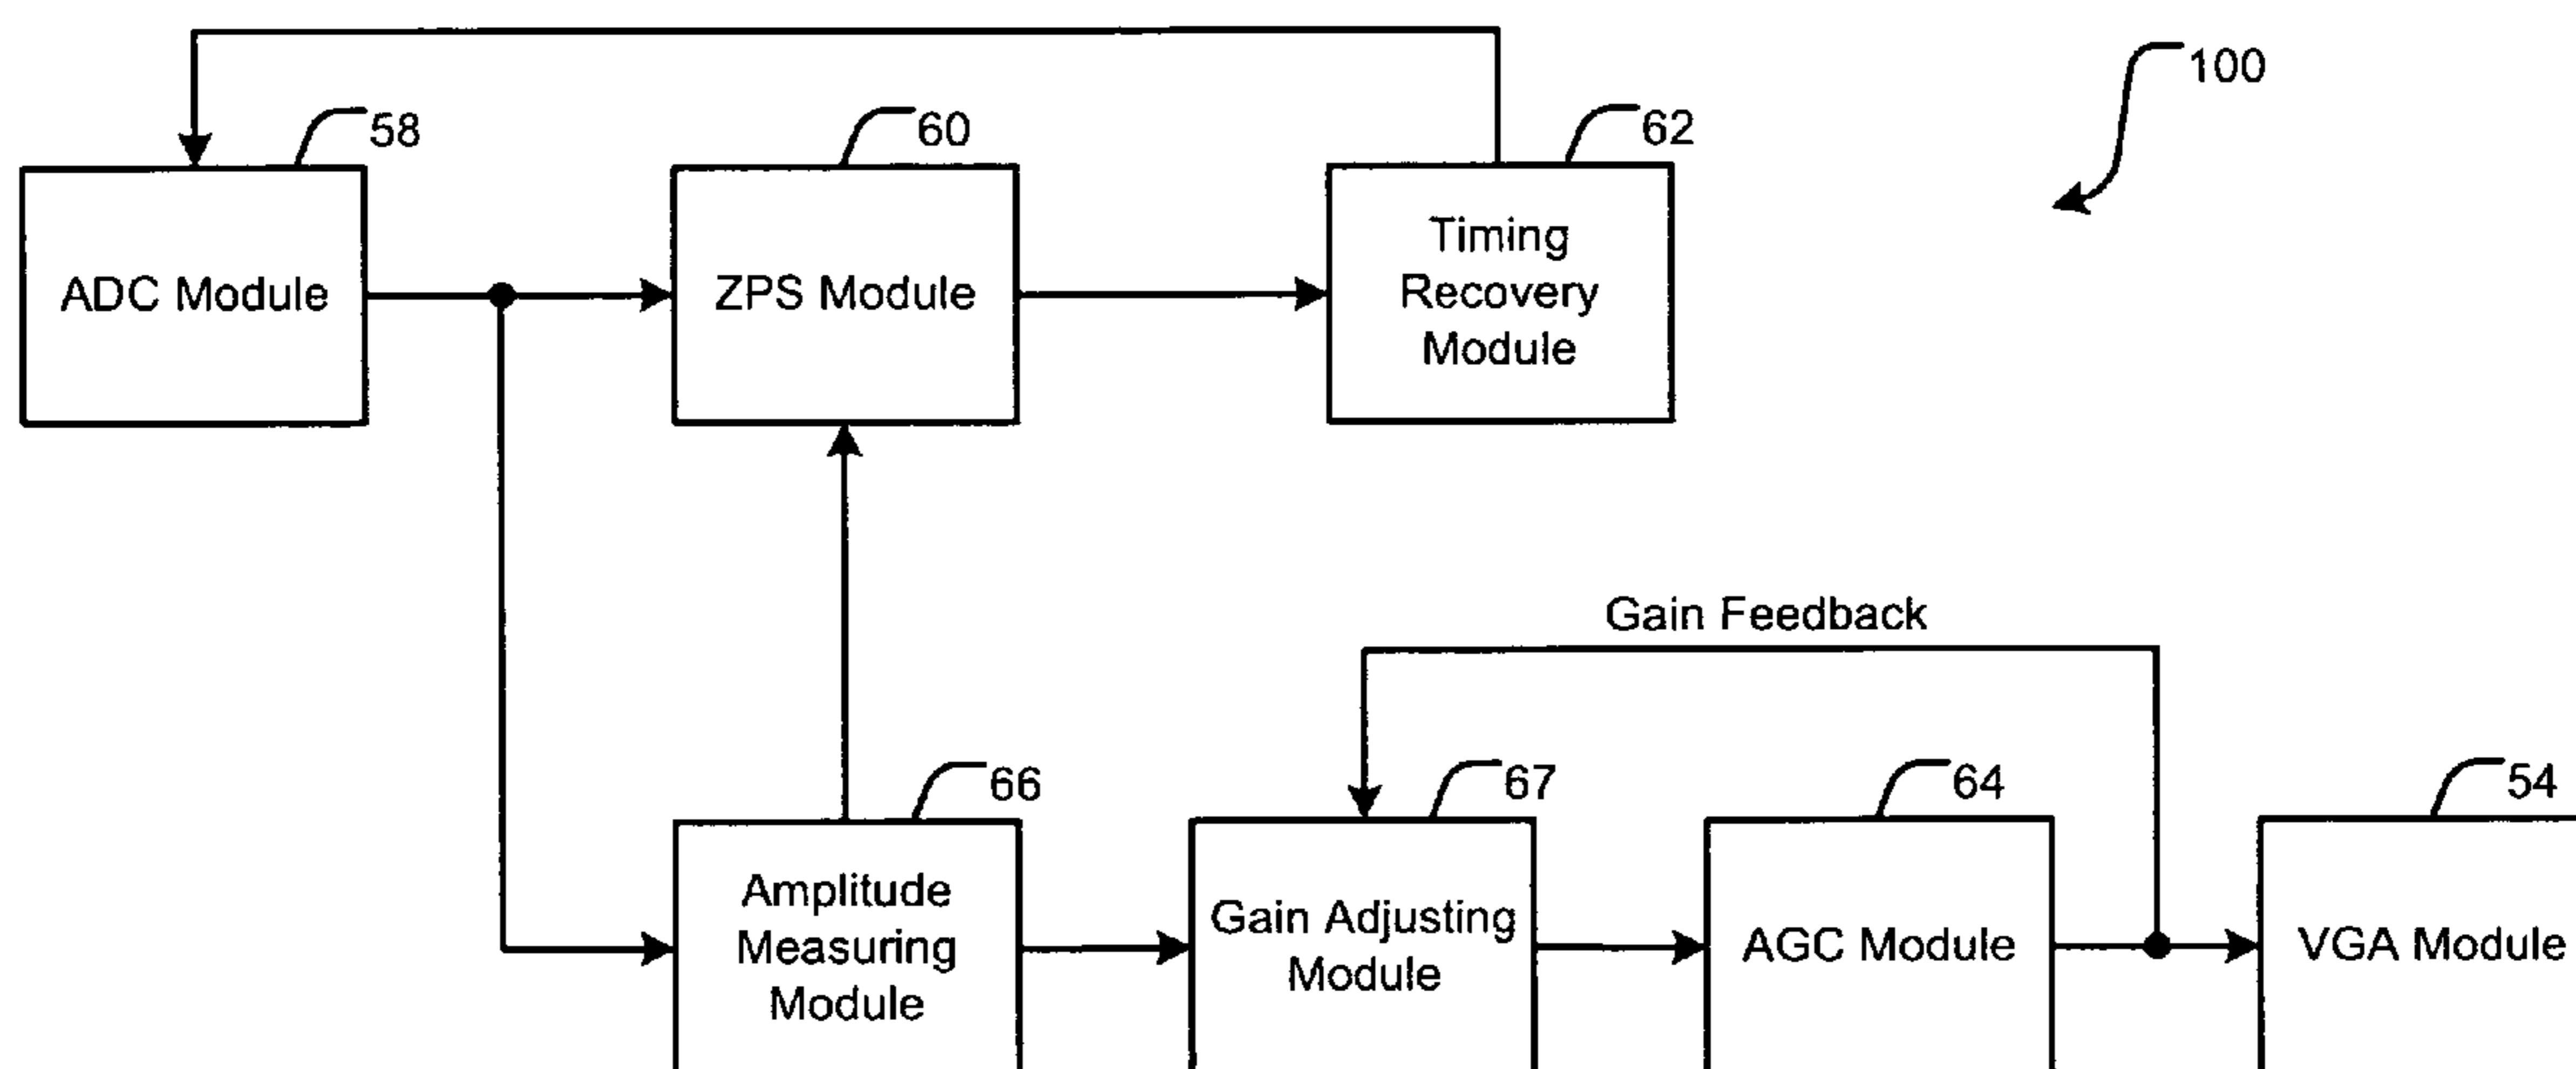 100
58
60
62
ADC Module
ZPS Module
Timing
Recovery
Module
Gain Feedback
66
67
64
54
Amplitude
Measuring
Module
Gain Adjusting
Module
AGC Module
VGA Module